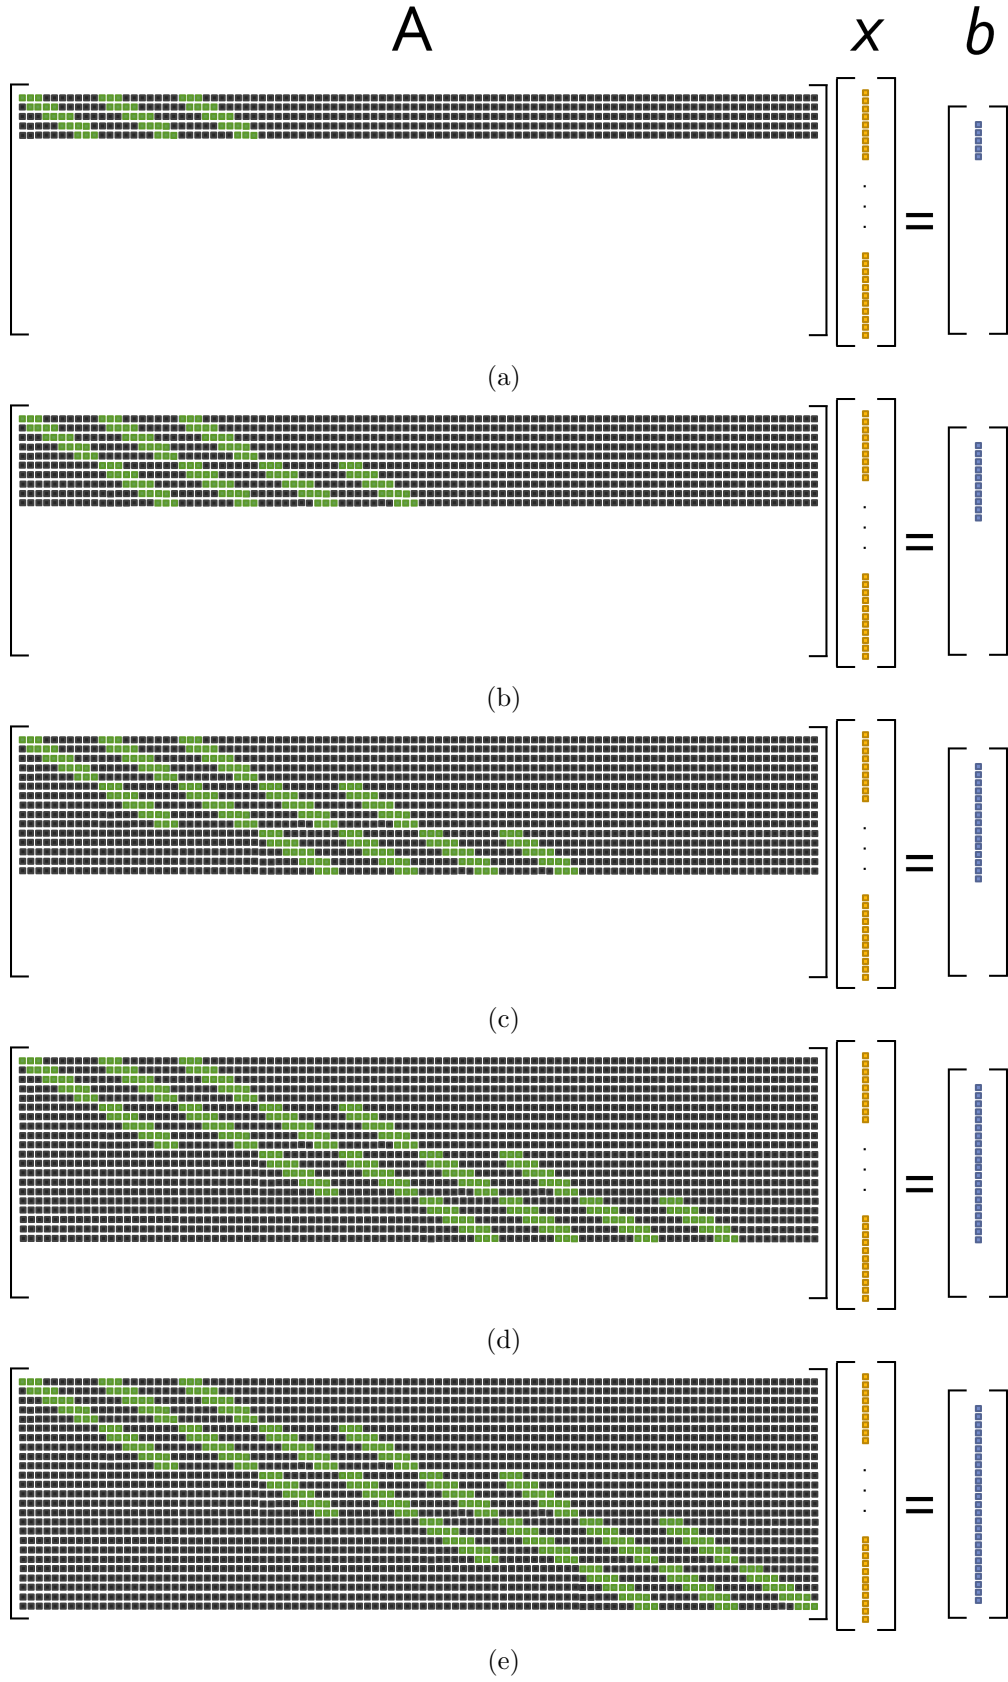 A x b
=
(a)
=
(b)
=
(c)
=
(d)
=
(e)